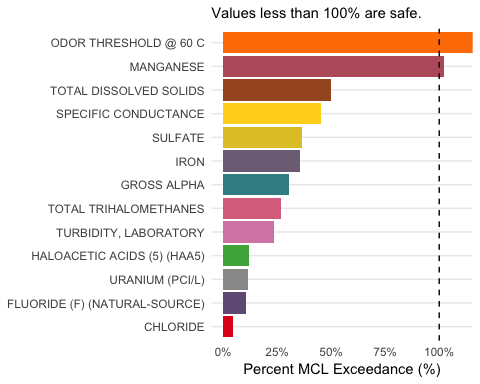 Values less than 100% are safe.
ODOR THRESHOLD @ 60 C
MANGANESE
TOTAL DISSOLVED SOLIDS
SPECIFIC CONDUCTANCE
SULFATE
IRON
GROSS ALPHA
TOTAL TRIHALOMETHANES
TURBIDITY, LABORATORY
HALOACETIC ACIDS (5) (HAA5)
URANIUM (PCI/L)
FLUORIDE (F) (NATURAL-SOURCE)
CHLORIDE
0% 25% 50% 75% 100%
Percent MCL Exceedance (%)